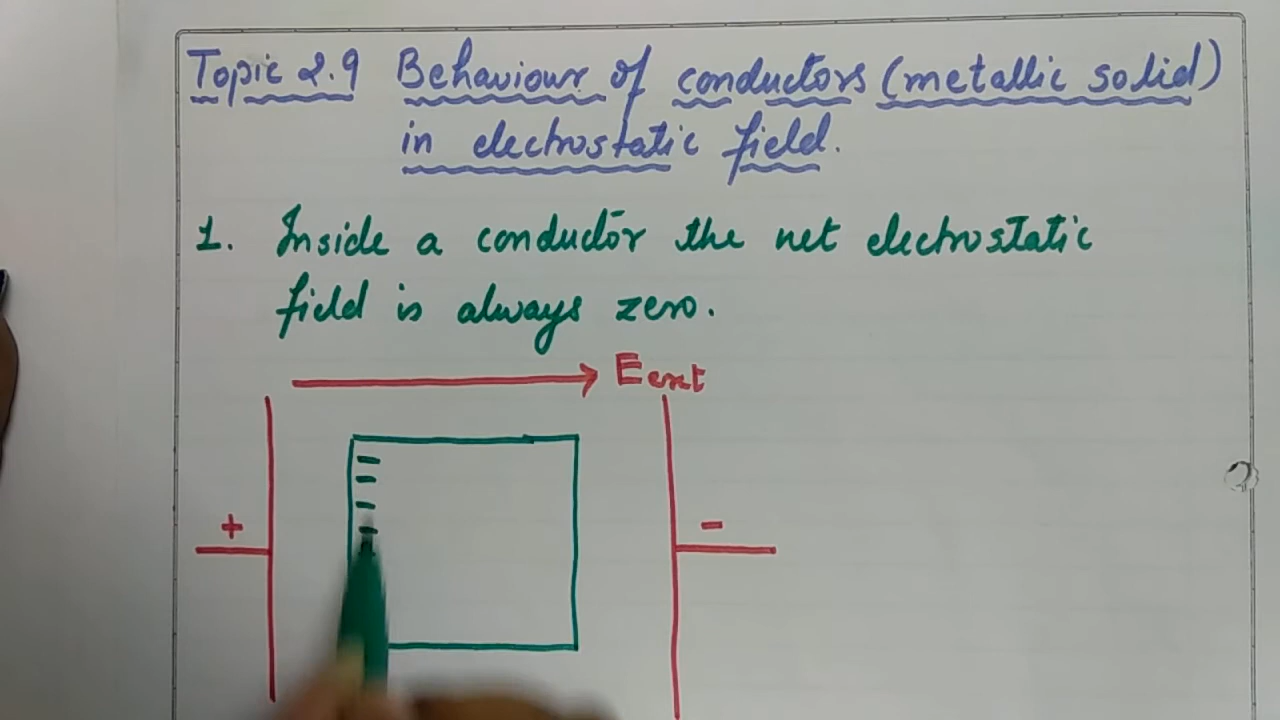 Topic 2.9 Behaviour of conductors (metallic solid)
in electrostatic field.
1. Inside a conductor the net electrostatic
field is always zero.
Eext
+
-